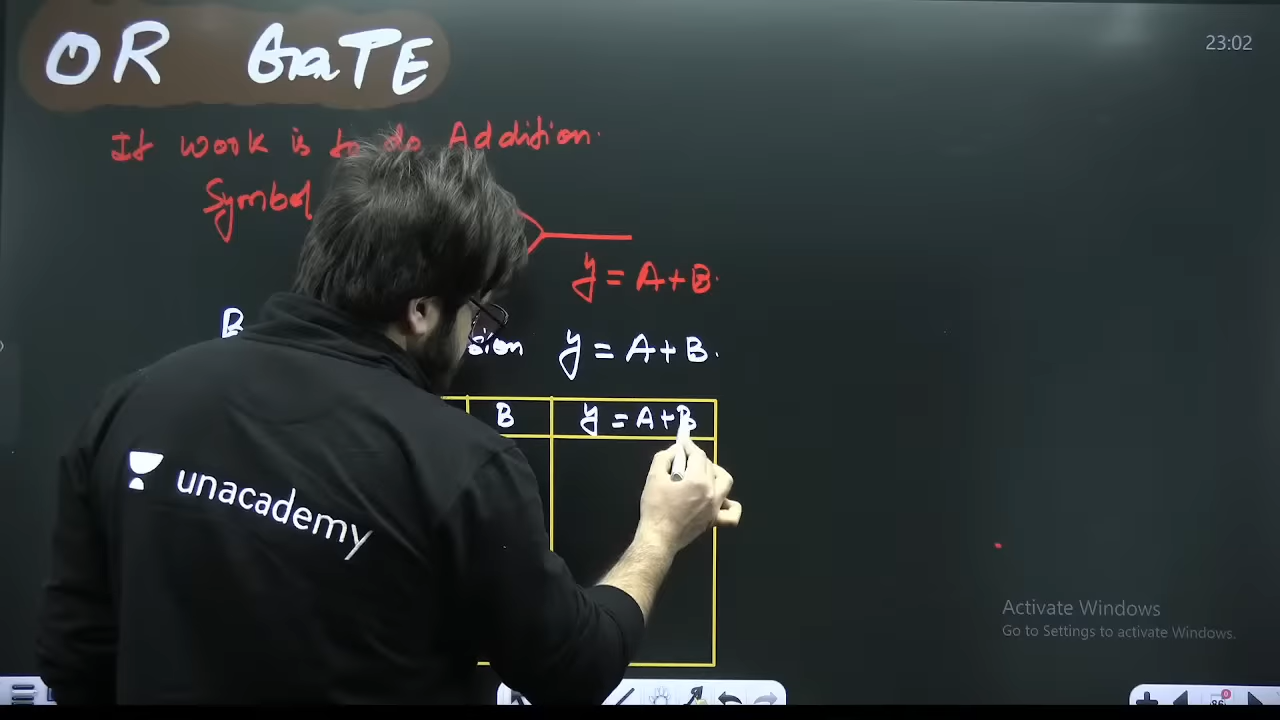 OR GaTE
23:02
It work is to do Addition.
Symbol
y = A+B.
y = A+B.
B y = A+B
unacademy
Activate Windows
Go to Settings to activate Windows.